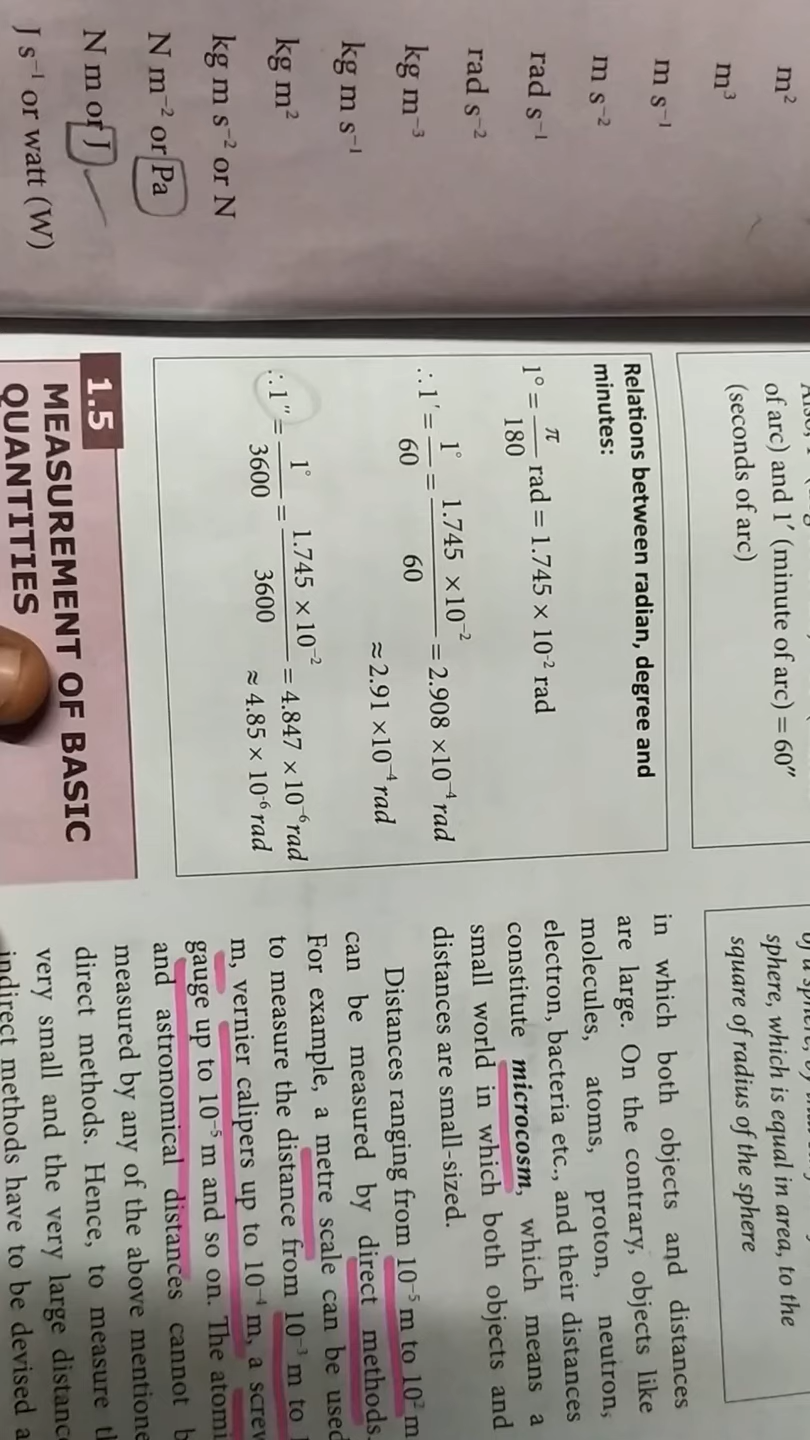 m²
m³
m s⁻¹
m s⁻²
rad s⁻¹
rad s⁻²
kg m⁻³
kg m s⁻¹
kg m²
kg m s⁻² or N
N m⁻² or Pa
N m or J
J s⁻¹ or watt (W)
of arc) and 1′ (minute of arc) = 60″
(seconds of arc)
Relations between radian, degree and
minutes:
1° = π/180 rad = 1.745 × 10⁻² rad
∴1′ = 1°/60 = 1.745 ×10⁻²/60 = 2.908 ×10⁻⁴ rad
≈ 2.91 ×10⁻⁴ rad
∴1″ = 1°/3600 = 1.745 ×10⁻²/3600 = 4.847 ×10⁻⁶ rad
≈ 4.85 × 10⁻⁶ rad
1.5
MEASUREMENT OF BASIC
QUANTITIES
sphere, which is equal in area, to the
square of radius of the sphere
in which both objects and distances
are large. On the contrary, objects like
molecules, atoms, proton, neutron,
electron, bacteria etc., and their distances
constitute microcosm, which means a
small world in which both objects and
distances are small-sized.
Distances ranging from 10⁻⁵ m to 10² m
can be measured by direct methods.
For example, a metre scale can be used
to measure the distance from 10⁻³ m to 1
m, vernier calipers up to 10⁻⁴ m, a screw
gauge up to 10⁻⁵ m and so on. The atomi
and astronomical distances cannot b
measured by any of the above mentione
direct methods. Hence, to measure t
very small and the very large distanc
indirect methods have to be devised a